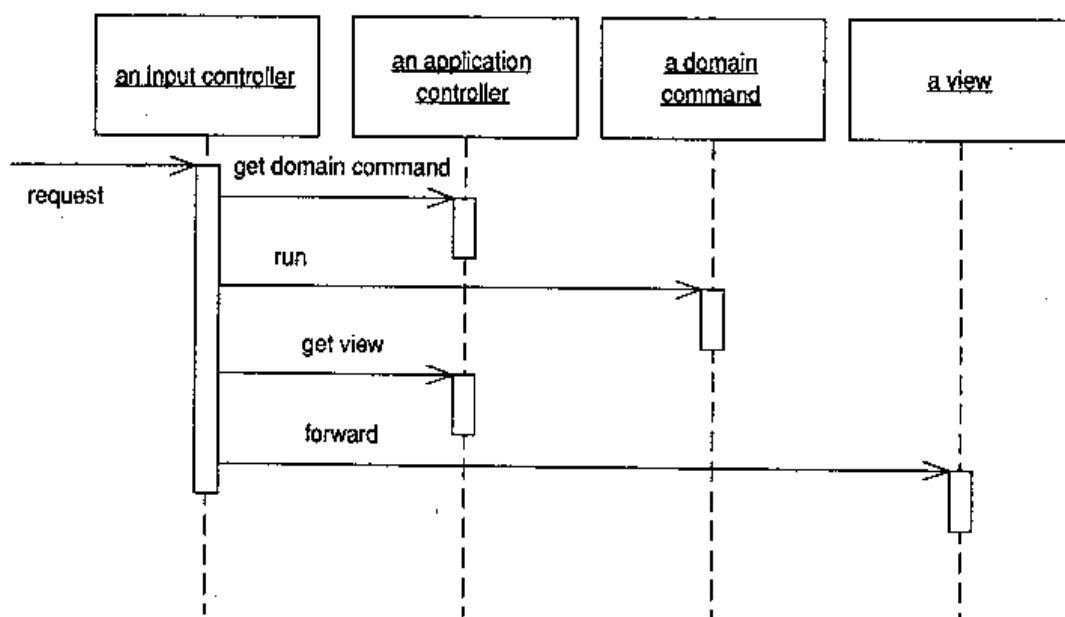 an input controller
an application
controller
a domain
command
a view
request
get domain command
run
get view
forward